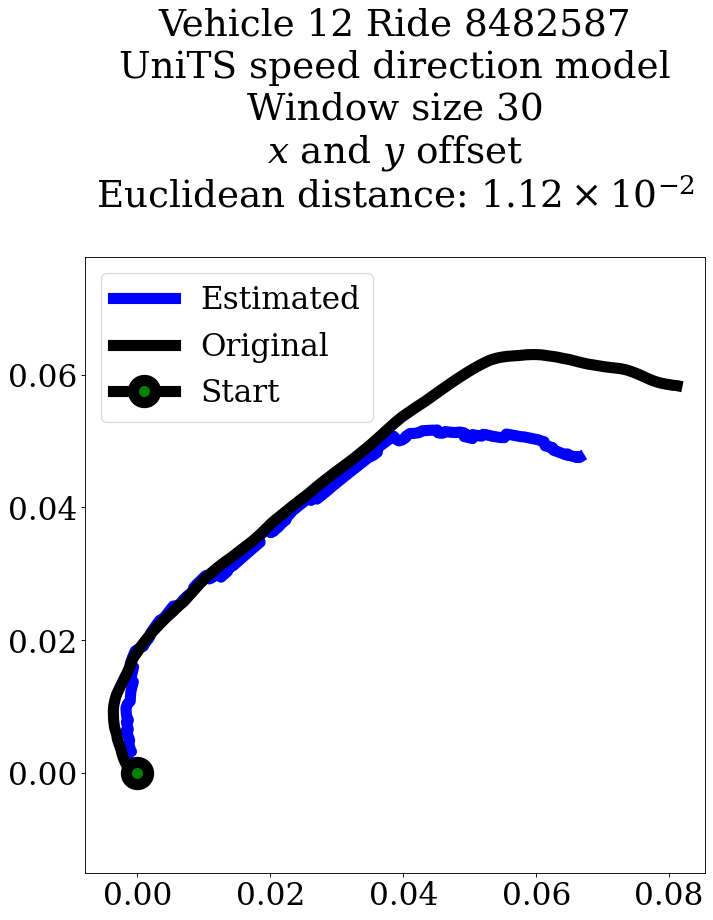 Vehicle 12 Ride 8482587
UniTS speed direction model
Window size 30
x and y offset
Euclidean distance: 1.12 × 10⁻²
Estimated
Original
Start
0.06
0.04
0.02
0.00
0.00 0.02 0.04 0.06 0.08